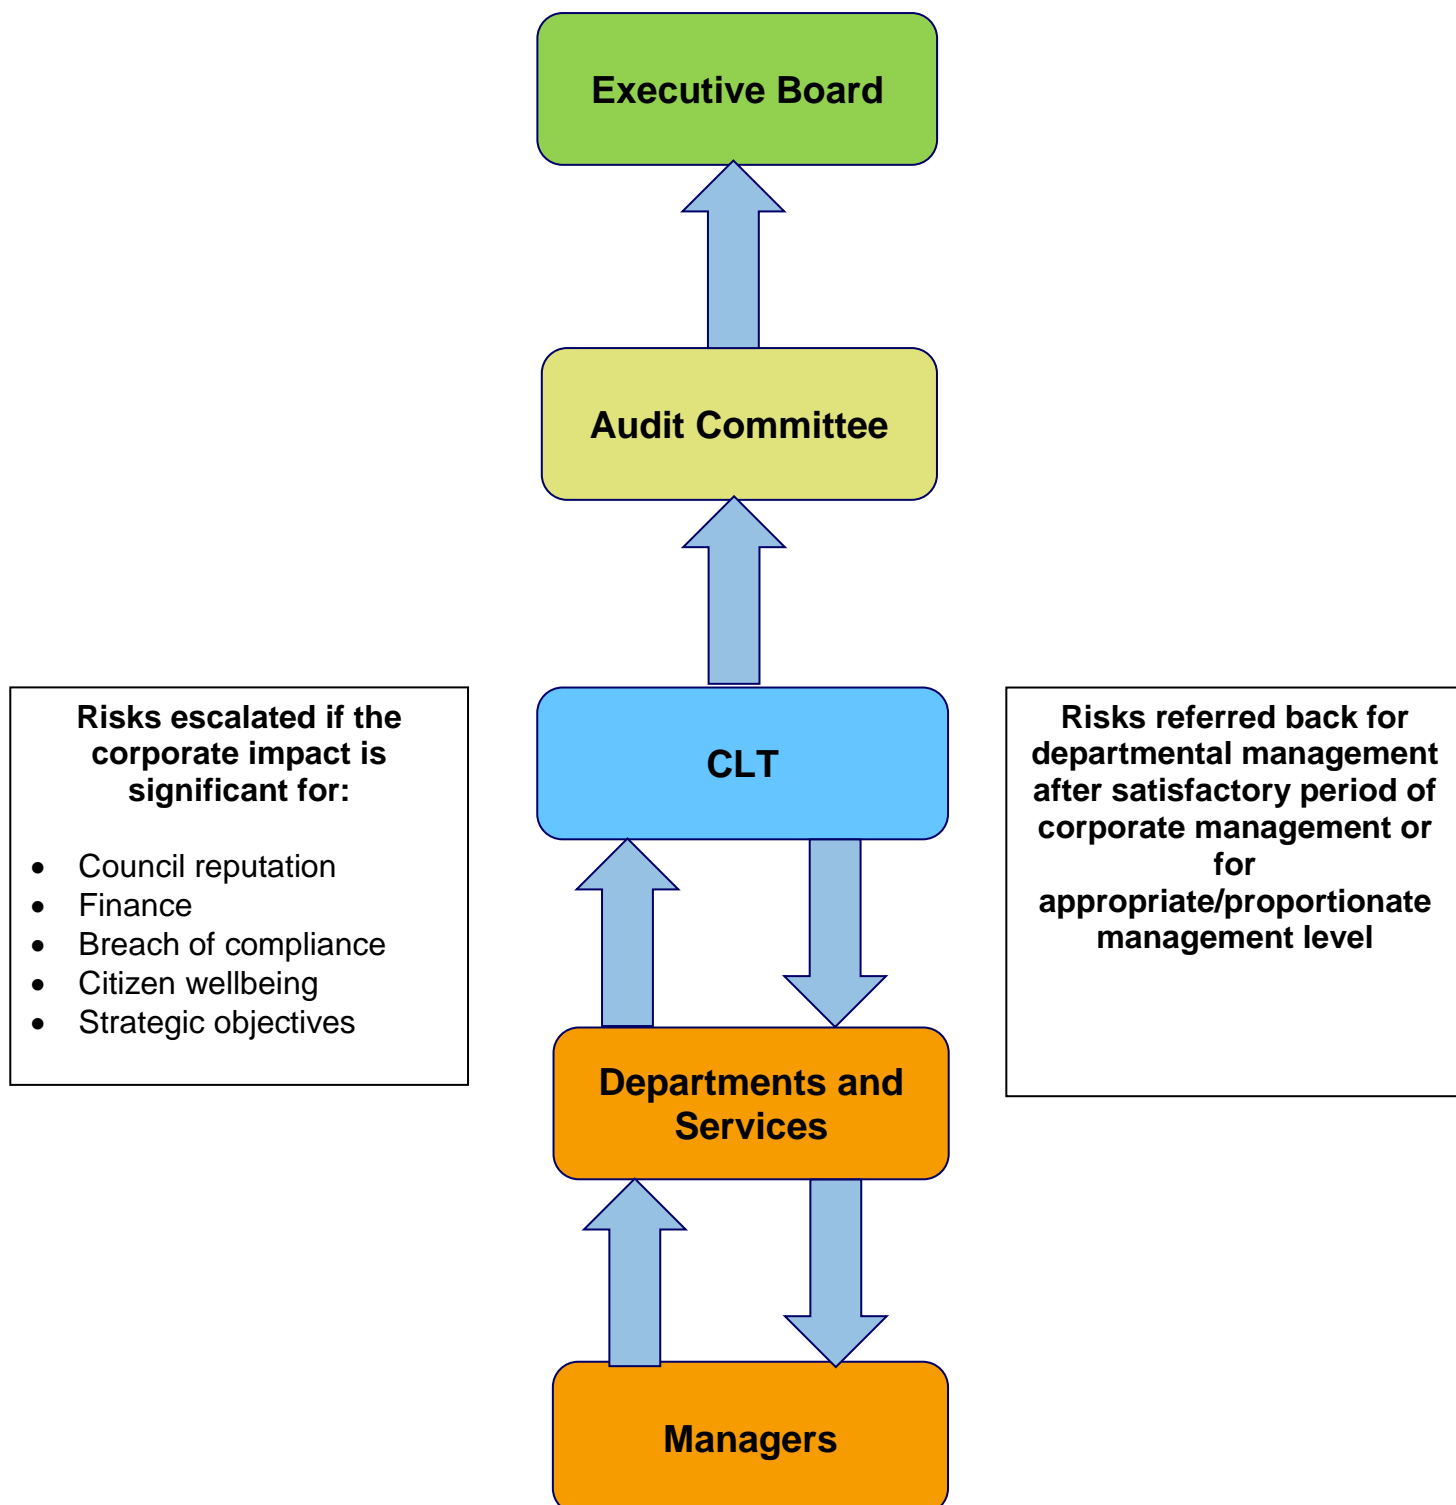 Executive Board
Audit Committee
Risks escalated if the
corporate impact is
significant for:
• Council reputation
• Finance
• Breach of compliance
• Citizen wellbeing
• Strategic objectives
CLT
Risks referred back for
departmental management
after satisfactory period of
corporate management or
for
appropriate/proportionate
management level
Departments and
Services
Managers